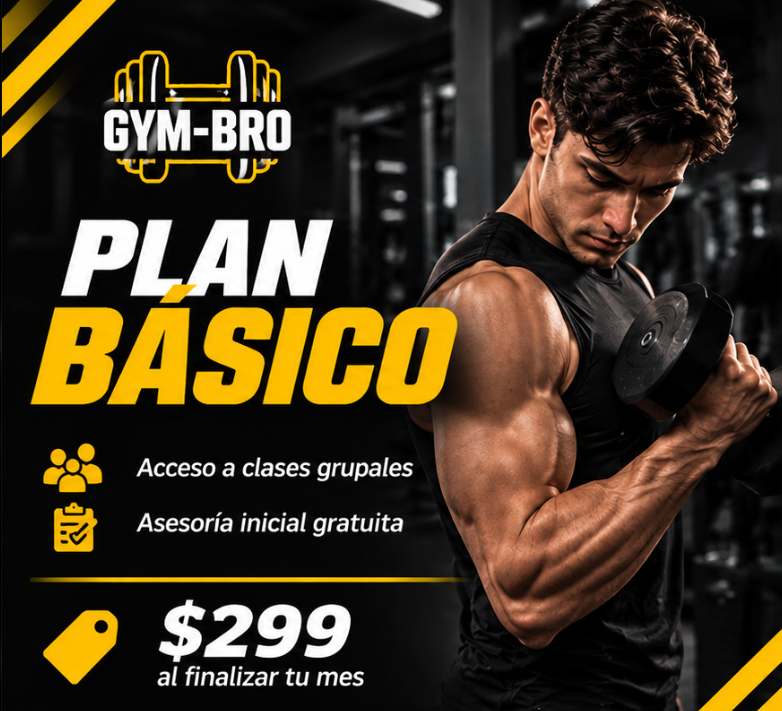 GYM-BRO
PLAN
BÁSICO
Acceso a clases grupales
Asesoría inicial gratuita
$299
al finalizar tu mes